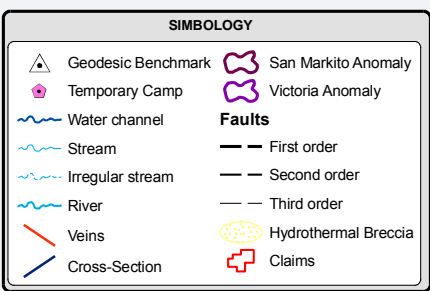 SIMBOLOGY
Geodesic Benchmark
Temporary Camp
Water channel
Stream
Irregular stream
River
Veins
Cross-Section
San Markito Anomaly
Victoria Anomaly
Faults
First order
Second order
Third order
Hydrothermal Breccia
Claims